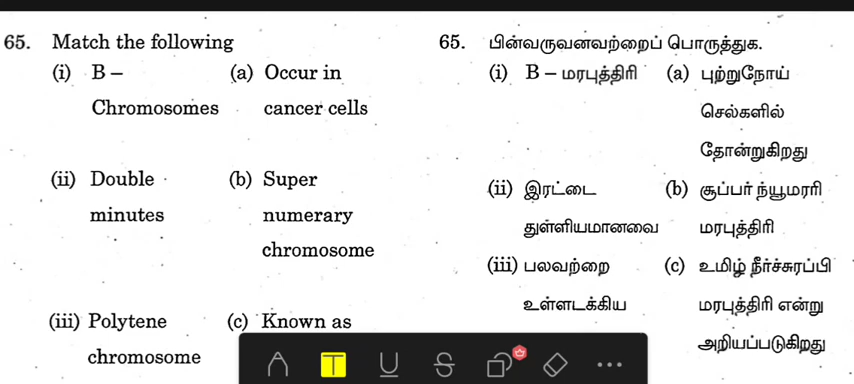 65. Match the following
(i) B – (a) Occur in
Chromosomes cancer cells
(ii) Double (b) Super
minutes numerary
chromosome
(iii) Polytene (c) Known as
chromosome
65. பின்வருவனவற்றைப் பொருத்துக.
(i) B – மரபுத்திரி (a) புற்றுநோய்
செல்களில்
தோன்றுகிறது
(ii) இரட்டை (b) சூப்பர் ந்யூமரரி
துள்ளியமானவை மரபுத்திரி
(iii) பலவற்றை (c) உமிழ் நீர்ச்சுரப்பி
உள்ளடக்கிய மரபுத்திரி என்று
அறியப்படுகிறது